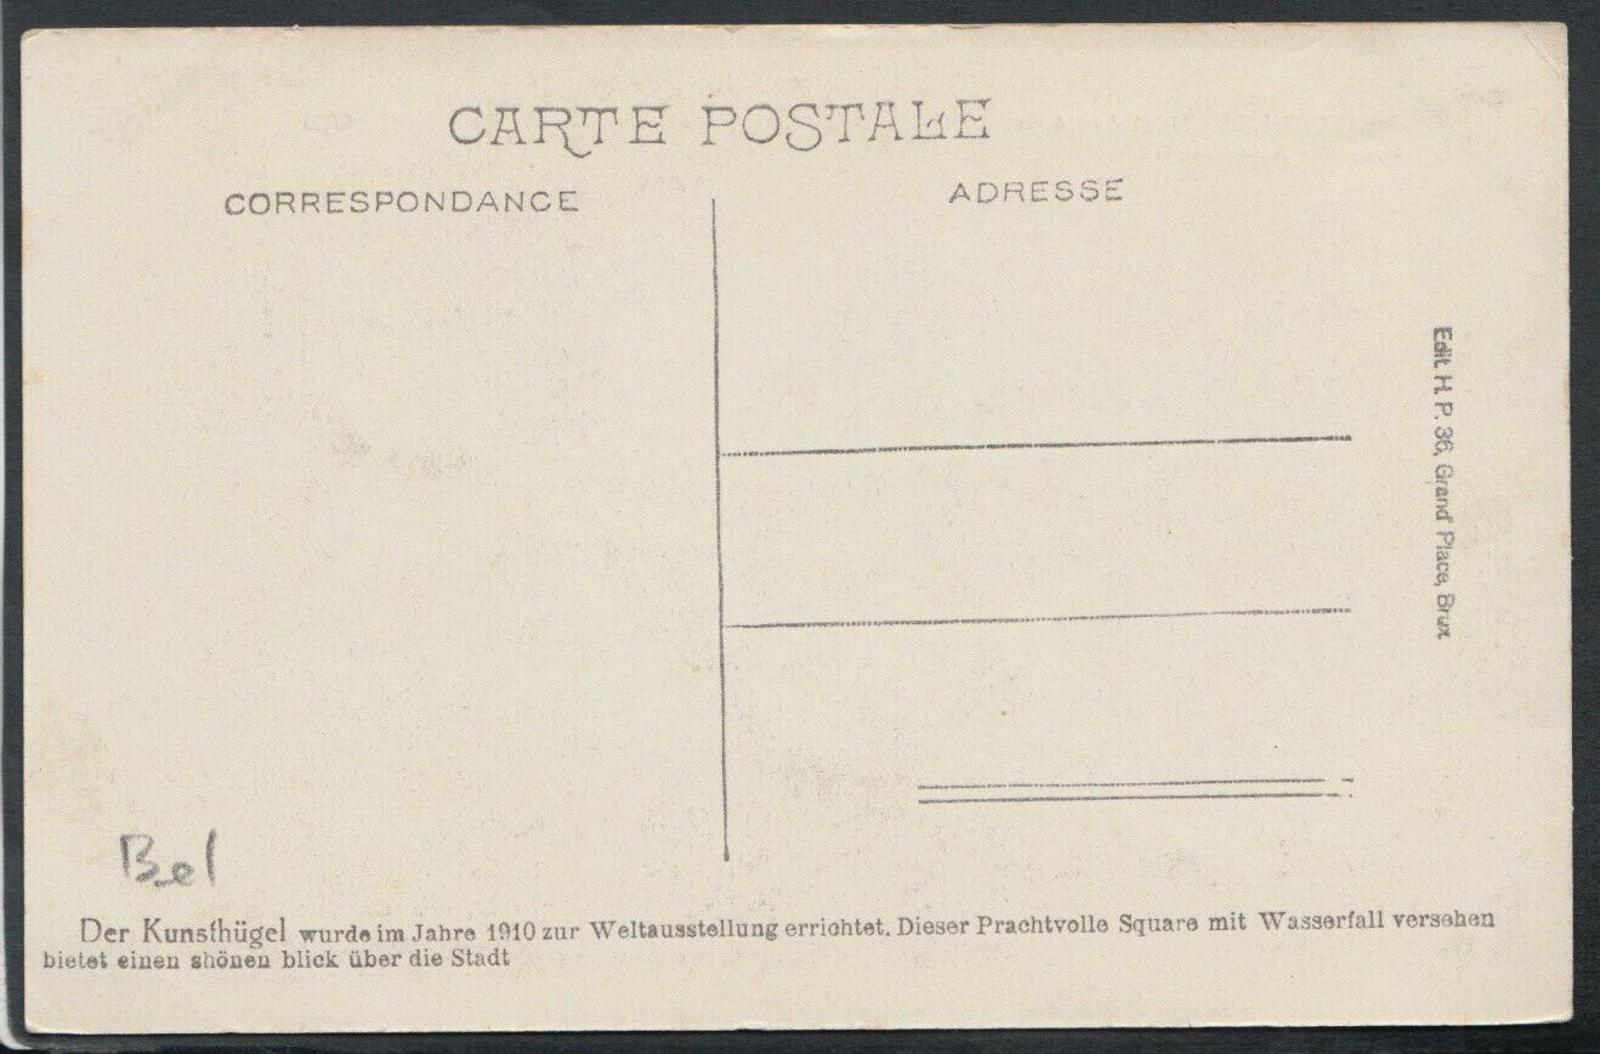 CARTE POSTALE
CORRESPONDANCE
ADRESSE
Edit. H. P. 36, Grand' Place, Brux
Bel
Der Kunsthügel wurde im Jahre 1910 zur Weltausstellung errichtet. Dieser Prachtvolle Square mit Wasserfall versehen
bietet einen shönen blick über die Stadt